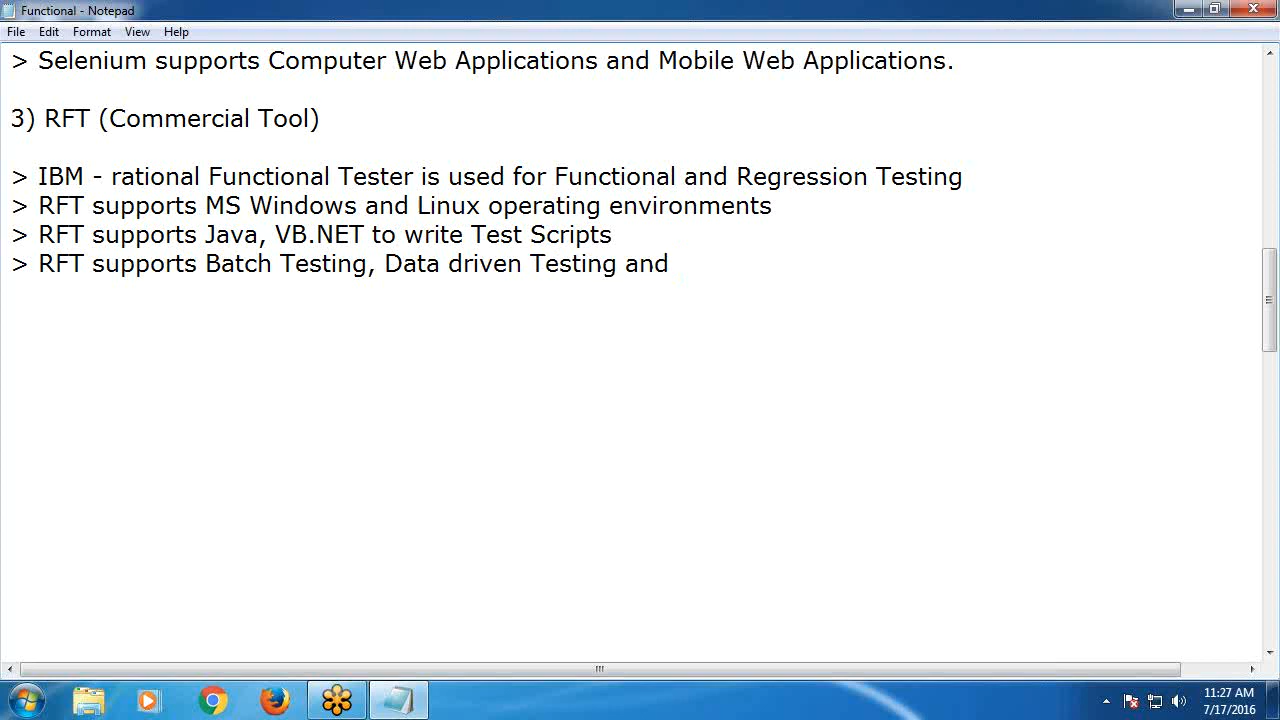 Functional - Notepad
File Edit Format View Help
> Selenium supports Computer Web Applications and Mobile Web Applications.
3) RFT (Commercial Tool)
> IBM - rational Functional Tester is used for Functional and Regression Testing
> RFT supports MS Windows and Linux operating environments
> RFT supports Java, VB.NET to write Test Scripts
> RFT supports Batch Testing, Data driven Testing and
11:27 AM
7/17/2016